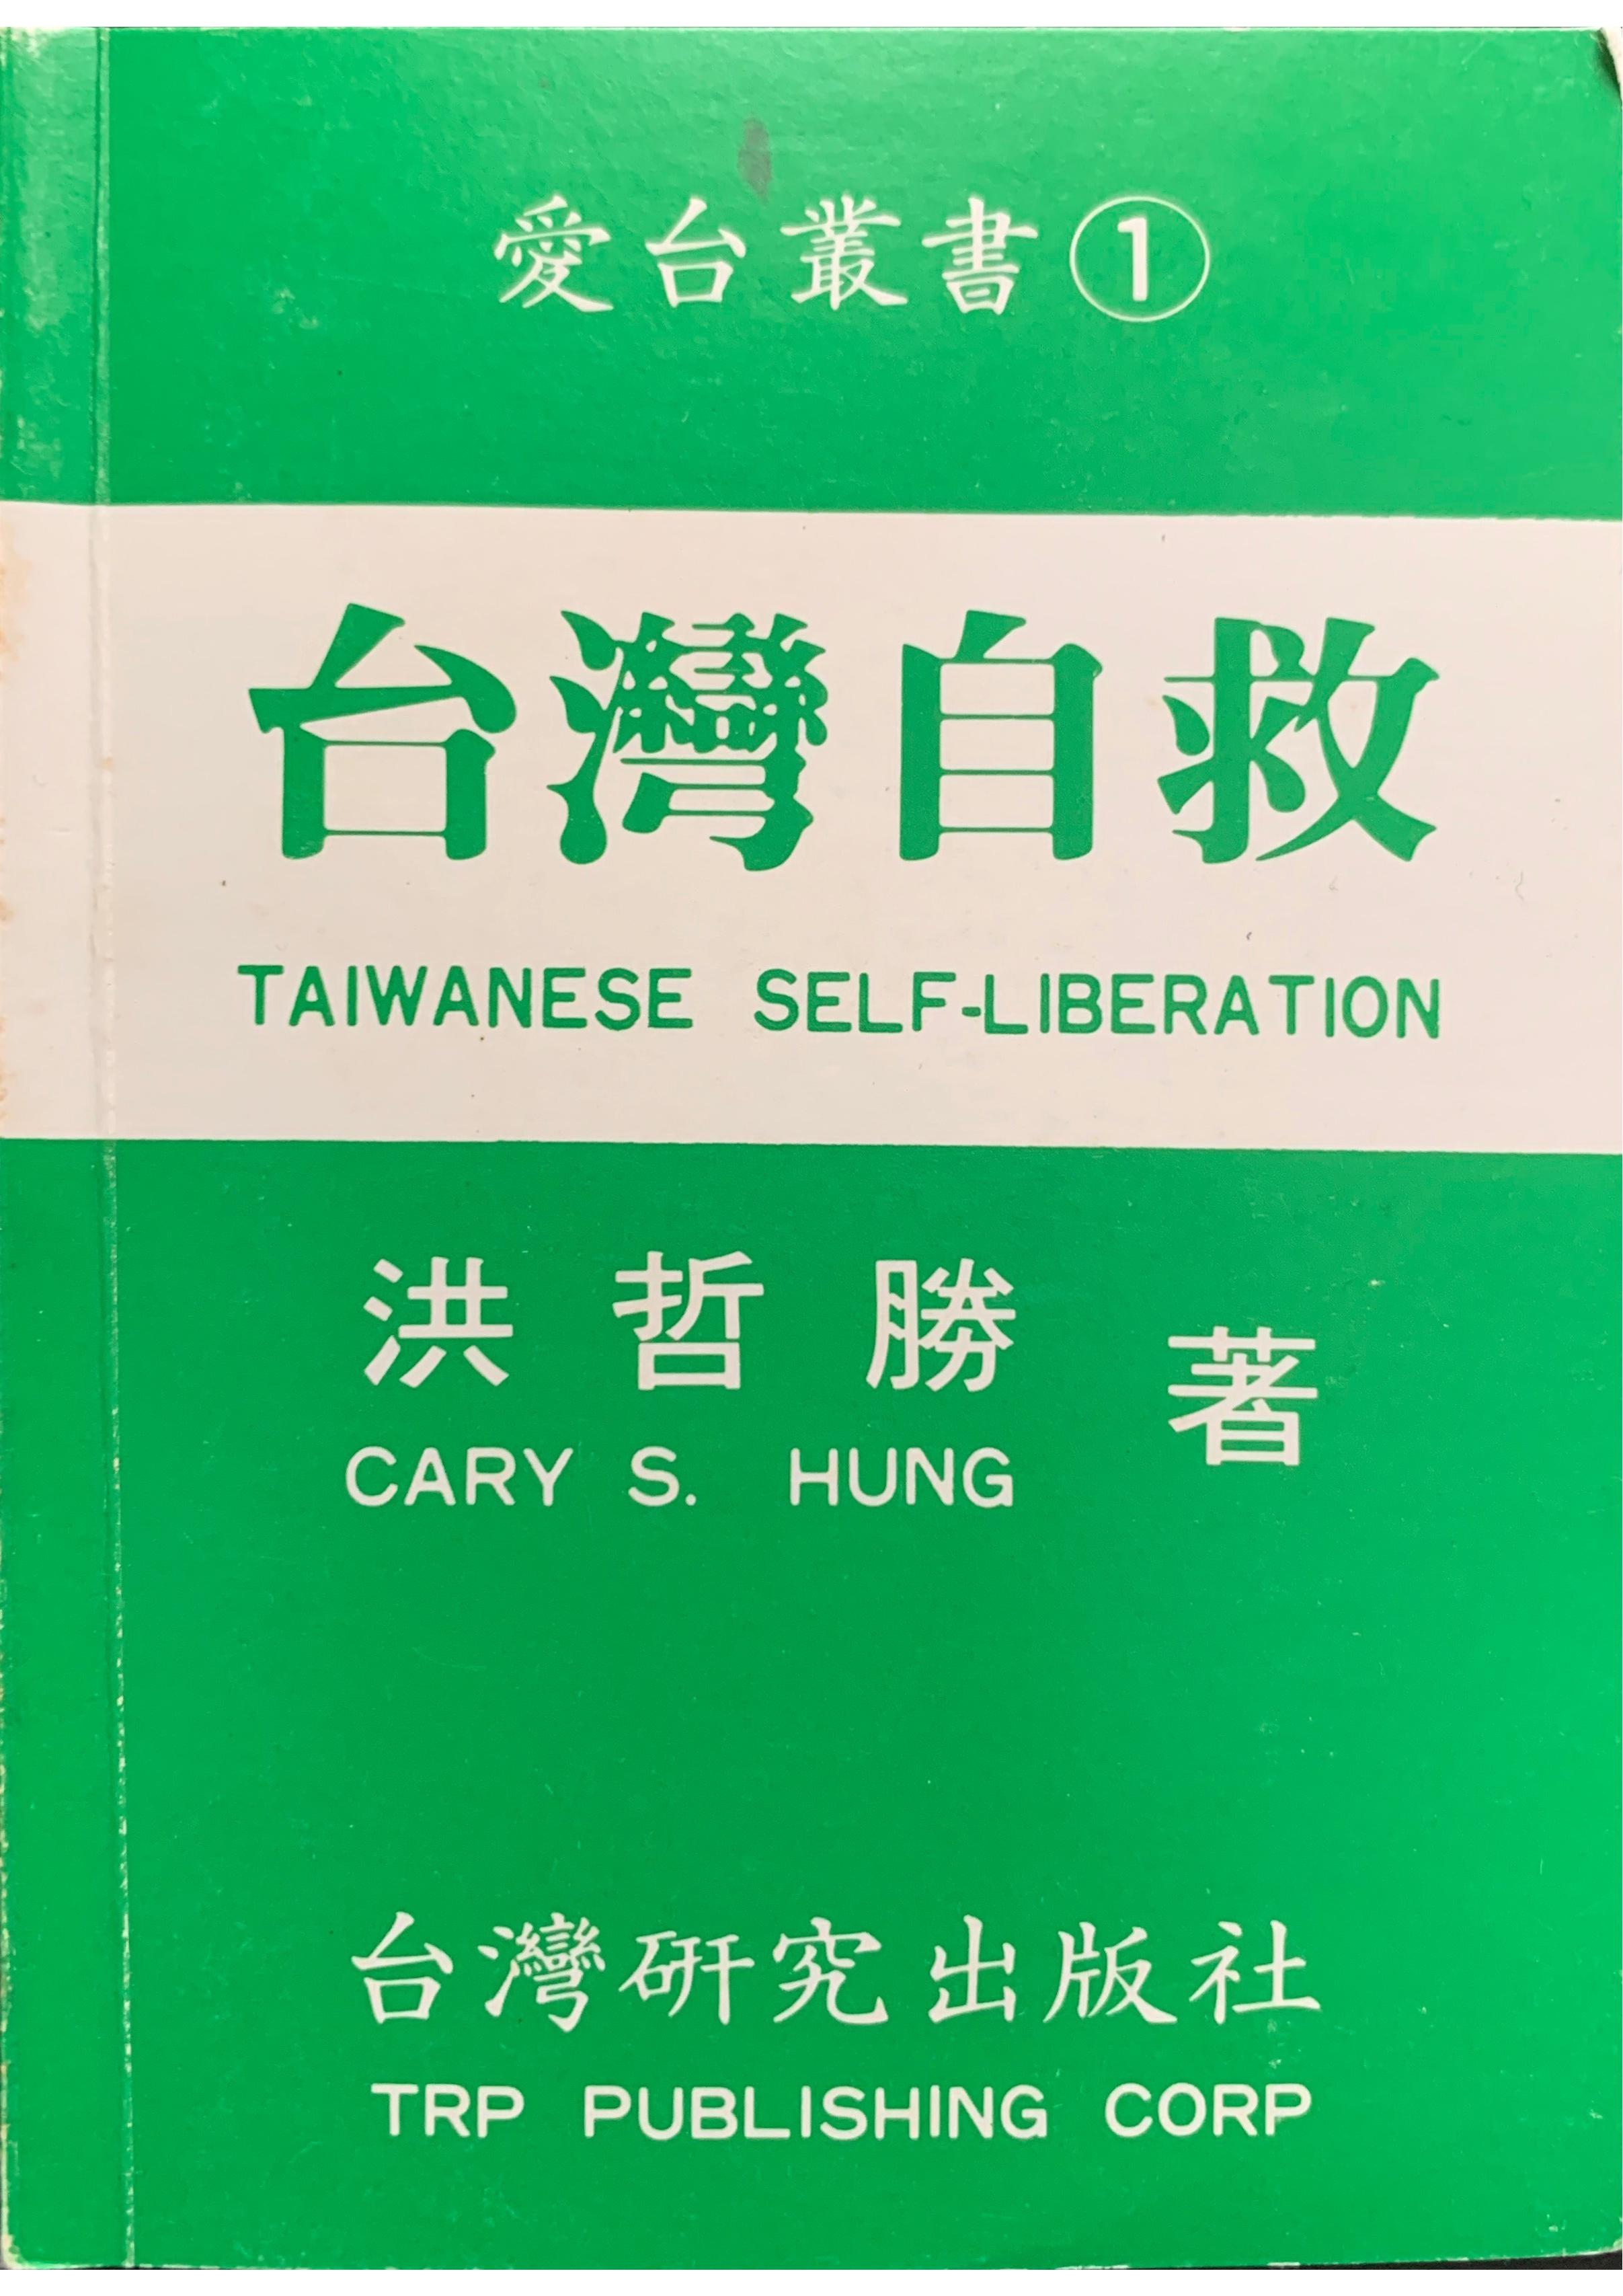 愛台叢書①
台灣自救
TAIWANESE SELF-LIBERATION
洪哲勝 著
CARY S. HUNG
台灣研究出版社
TRP PUBLISHING CORP